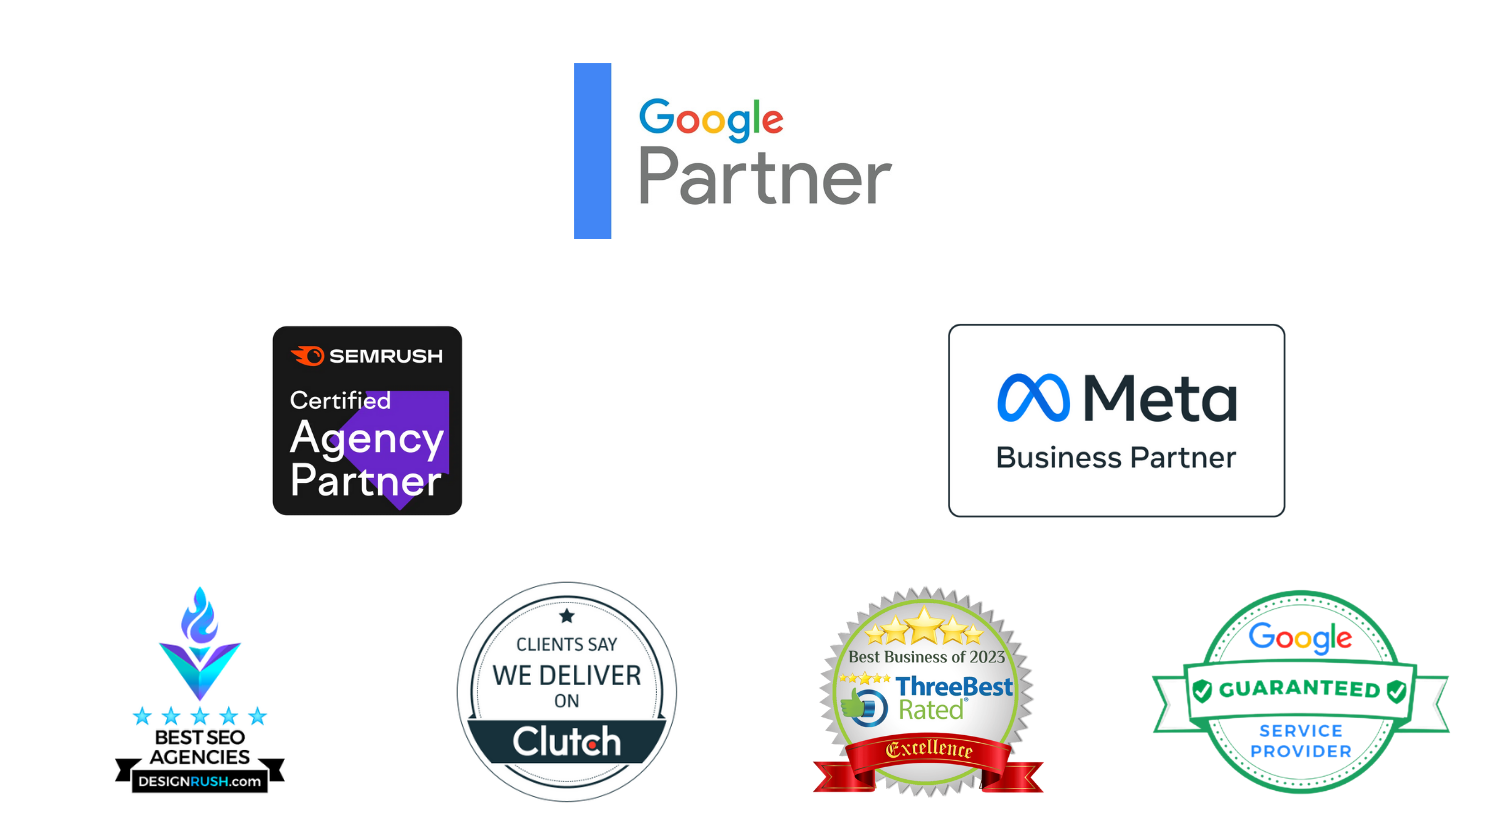 Google
Partner
SEMRUSH
Certified
Agency
Partner
Meta
Business Partner
BEST SEO
AGENCIES
DESIGNRUSH.com
CLIENTS SAY
WE DELIVER
ON
Clutch
Best Business of 2023
ThreeBest
Rated®
Excellence
Google
GUARANTEED
SERVICE
PROVIDER